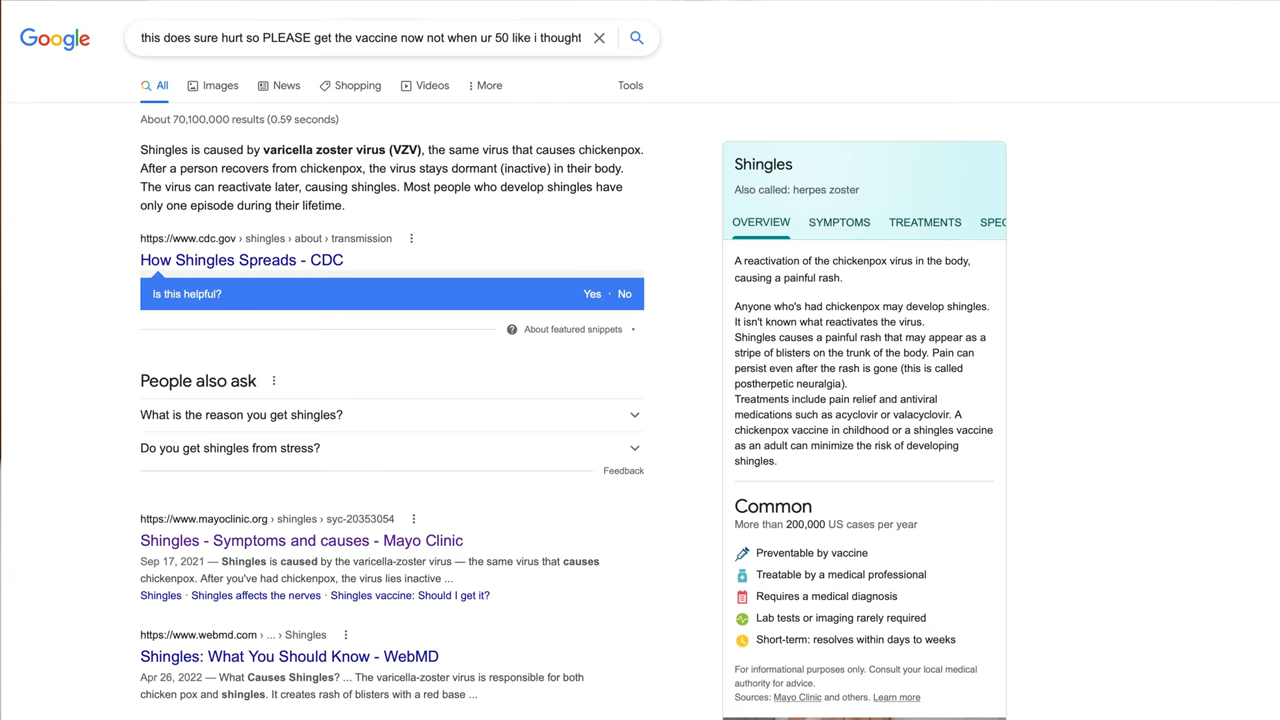 Google
this does sure hurt so PLEASE get the vaccine now not when ur 50 like i thought
All Images News Shopping Videos More Tools
About 70,100,000 results (0.59 seconds)
Shingles is caused by varicella zoster virus (VZV), the same virus that causes chickenpox.
After a person recovers from chickenpox, the virus stays dormant (inactive) in their body.
The virus can reactivate later, causing shingles. Most people who develop shingles have
only one episode during their lifetime.
https://www.cdc.gov › shingles › about › transmission
How Shingles Spreads - CDC
Is this helpful? Yes · No
About featured snippets •
People also ask
What is the reason you get shingles?
Do you get shingles from stress?
Feedback
https://www.mayoclinic.org › shingles › syc-20353054
Shingles - Symptoms and causes - Mayo Clinic
Sep 17, 2021 — Shingles is caused by the varicella-zoster virus — the same virus that causes
chickenpox. After you've had chickenpox, the virus lies inactive ...
Shingles · Shingles affects the nerves · Shingles vaccine: Should I get it?
https://www.webmd.com › ... › Shingles
Shingles: What You Should Know - WebMD
Apr 26, 2022 — What Causes Shingles? ... The varicella-zoster virus is responsible for both
chicken pox and shingles. It creates rash of blisters with a red base ...
Shingles
Also called: herpes zoster
OVERVIEW SYMPTOMS TREATMENTS SPEC
A reactivation of the chickenpox virus in the body,
causing a painful rash.
Anyone who's had chickenpox may develop shingles.
It isn't known what reactivates the virus.
Shingles causes a painful rash that may appear as a
stripe of blisters on the trunk of the body. Pain can
persist even after the rash is gone (this is called
postherpetic neuralgia).
Treatments include pain relief and antiviral
medications such as acyclovir or valacyclovir. A
chickenpox vaccine in childhood or a shingles vaccine
as an adult can minimize the risk of developing
shingles.
Common
More than 200,000 US cases per year
Preventable by vaccine
Treatable by a medical professional
Requires a medical diagnosis
Lab tests or imaging rarely required
Short-term: resolves within days to weeks
For informational purposes only. Consult your local medical
authority for advice.
Sources: Mayo Clinic and others. Learn more